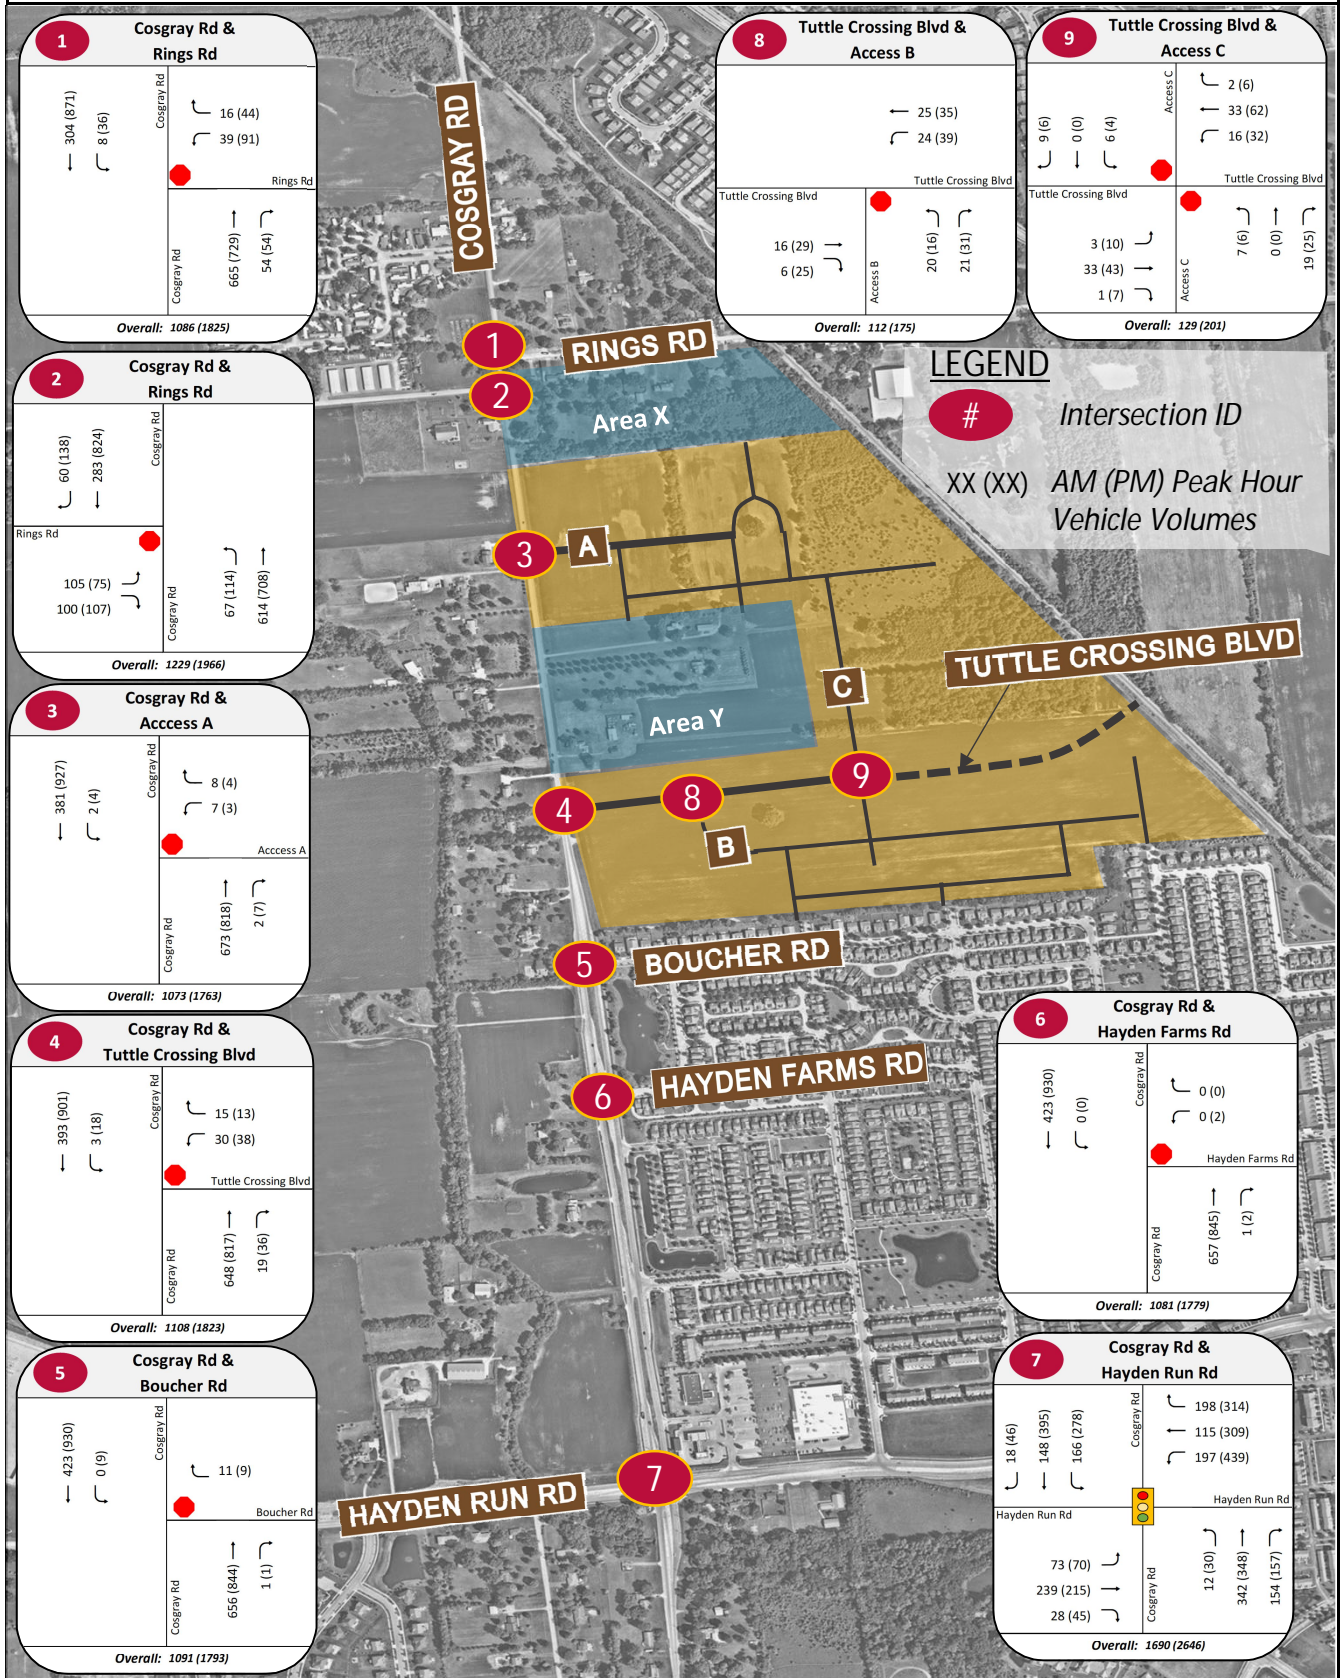 1
Cosgray Rd &
Rings Rd
Cosgray Rd
304 (871)
8 (36)
16 (44)
39 (91)
Rings Rd
Cosgray Rd
665 (729)
54 (54)
Overall: 1086 (1825)
2
Cosgray Rd &
Rings Rd
Cosgray Rd
60 (138)
283 (824)
Rings Rd
105 (75)
100 (107)
Cosgray Rd
67 (114)
614 (708)
Overall: 1229 (1966)
3
Cosgray Rd &
Acccess A
Cosgray Rd
381 (927)
2 (4)
8 (4)
7 (3)
Acccess A
Cosgray Rd
673 (818)
2 (7)
Overall: 1073 (1763)
4
Cosgray Rd &
Tuttle Crossing Blvd
Cosgray Rd
393 (901)
3 (18)
15 (13)
30 (38)
Tuttle Crossing Blvd
Cosgray Rd
648 (817)
19 (36)
Overall: 1108 (1823)
5
Cosgray Rd &
Boucher Rd
Cosgray Rd
423 (930)
0 (9)
11 (9)
Boucher Rd
Cosgray Rd
656 (844)
1 (1)
Overall: 1091 (1793)
8
Tuttle Crossing Blvd &
Access B
25 (35)
24 (39)
Tuttle Crossing Blvd
Tuttle Crossing Blvd
16 (29)
6 (25)
Access B
20 (16)
21 (31)
Overall: 112 (175)
9
Tuttle Crossing Blvd &
Access C
Access C
9 (6)
0 (0)
6 (4)
2 (6)
33 (62)
16 (32)
Tuttle Crossing Blvd
Tuttle Crossing Blvd
3 (10)
33 (43)
1 (7)
Access C
7 (6)
0 (0)
19 (25)
Overall: 129 (201)
LEGEND
# Intersection ID
XX (XX) AM (PM) Peak Hour
Vehicle Volumes
COSGRAY RD
1
RINGS RD
2
Area X
3
A
TUTTLE CROSSING BLVD
C
Area Y
9
8
4
B
5
BOUCHER RD
6
HAYDEN FARMS RD
7
HAYDEN RUN RD
6
Cosgray Rd &
Hayden Farms Rd
Cosgray Rd
423 (930)
0 (0)
0 (0)
0 (2)
Hayden Farms Rd
Cosgray Rd
657 (845)
1 (2)
Overall: 1081 (1779)
7
Cosgray Rd &
Hayden Run Rd
Cosgray Rd
18 (46)
148 (395)
166 (278)
198 (314)
115 (309)
197 (439)
Hayden Run Rd
Hayden Run Rd
73 (70)
239 (215)
28 (45)
Cosgray Rd
12 (30)
342 (348)
154 (157)
Overall: 1690 (2646)